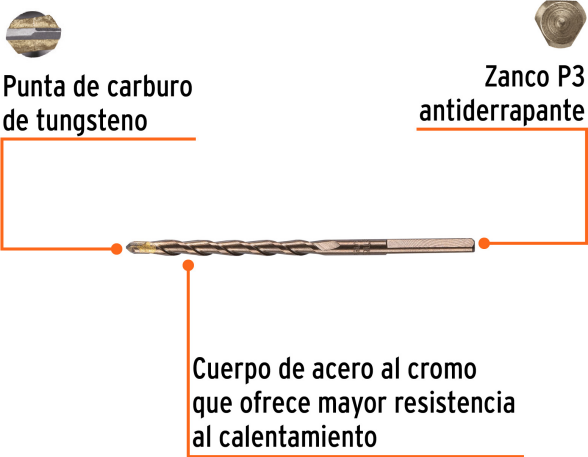 Punta de carburo
de tungsteno
Zanco P3
antiderrapante
Cuerpo de acero al cromo
que ofrece mayor resistencia
al calentamiento